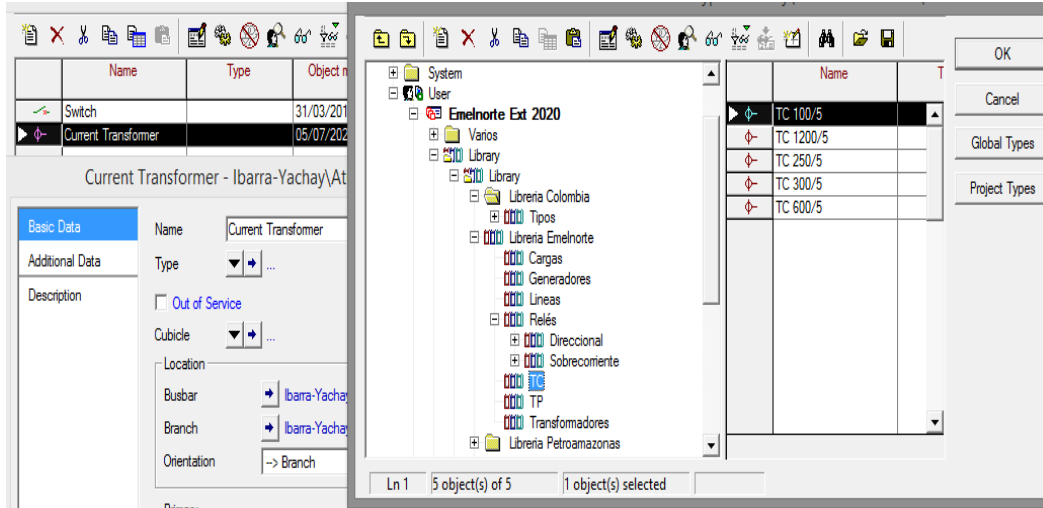 Name Type Object n
Switch 31/03/201
Current Transformer 05/07/202
Current Transformer - Ibarra-Yachay\At
Basic Data
Additional Data
Description
Name Current Transformer
Type ...
Out of Service
Cubicle ...
Location
Busbar Ibarra-Yachay
Branch Ibarra-Yachay
Orientation --> Branch
System
User
Emelnorte Ext 2020
Varios
Library
Library
Libreria Colombia
Tipos
Libreria Emelnorte
Cargas
Generadores
Lineas
Relés
Direccional
Sobrecorriente
TC
TP
Transformadores
Libreria Petroamazonas
Name T
TC 100/5
TC 1200/5
TC 250/5
TC 300/5
TC 600/5
OK
Cancel
Global Types
Project Types
Ln 1 5 object(s) of 5 1 object(s) selected